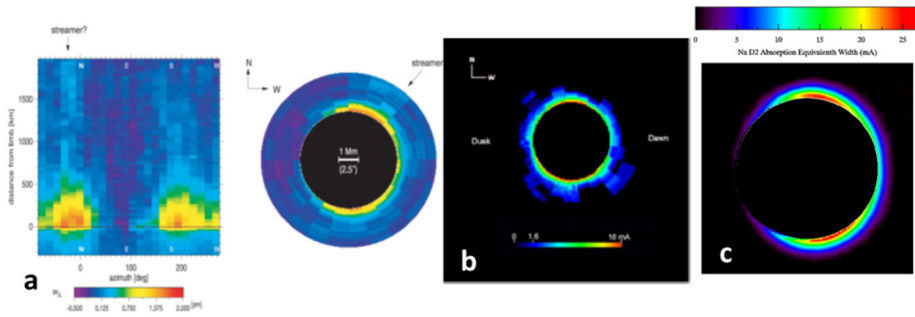 streamer?
N E S W
distance from limb [km]
1500
1000
500
0
N E S W
0 200
azimuth [deg]
Wλ
-0.500 0.125 0.750 1.375 2.000
[pm]
a
N
W
streamer
1 Mm
(2.5")
N
W
Dusk
Dawn
0 1.6 18 mA
b
0 5 10 15 20 25
Na D2 Absorption Equivalenth Width (mA)
c